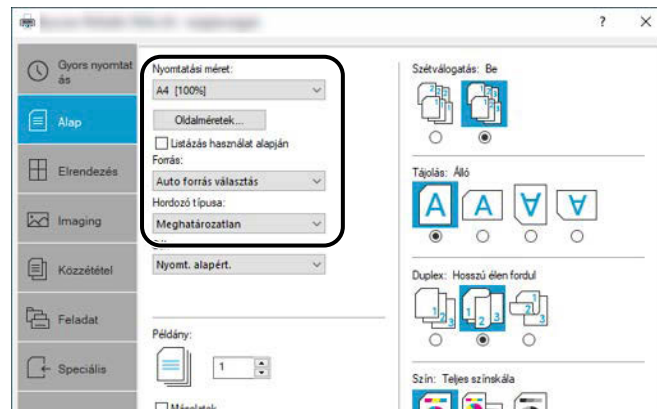 ?
Gyors nyomtat
ás
Alap
Elrendezés
Imaging
Közzététel
Feladat
Speciális
Nyomtatási méret:
A4 [100%]
Oldalméretek...
Listázás használat alapján
Forrás:
Auto forrás választás
Hordozó típusa:
Meghatározatlan
Nyomt. alapért.
Példány:
1
Másolatok
Szétválogatás: Be
Tájolás: Álló
A A A A
Duplex: Hosszú élen fordul
Szín: Teljes színskála